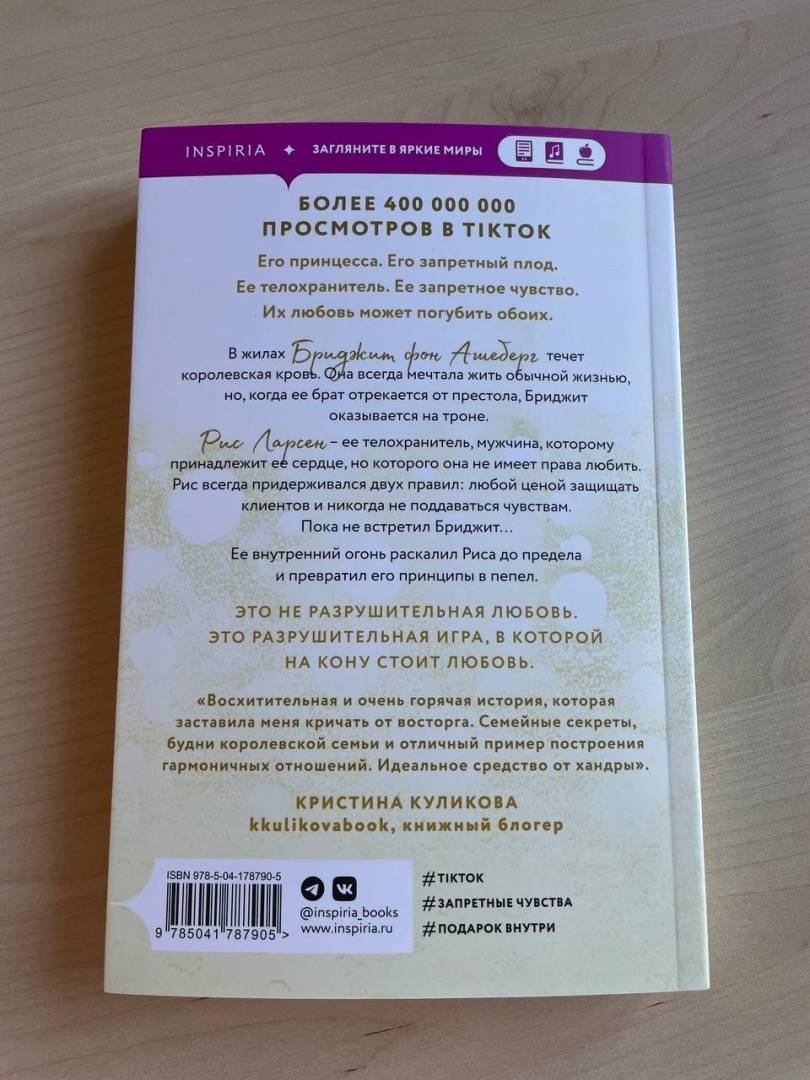 INSPIRIA ✦ ЗАГЛЯНИТЕ В ЯРКИЕ МИРЫ
БОЛЕЕ 400 000 000
ПРОСМОТРОВ В TIKTOK
Его принцесса. Его запретный плод.
Ее телохранитель. Ее запретное чувство.
Их любовь может погубить обоих.
В жилах Бриджит фон Ашеберг течет
королевская кровь. Она всегда мечтала жить обычной жизнью,
но, когда ее брат отрекается от престола, Бриджит
оказывается на троне.
Рис Ларсен – ее телохранитель, мужчина, которому
принадлежит ее сердце, но которого она не имеет права любить.
Рис всегда придерживался двух правил: любой ценой защищать
клиентов и никогда не поддаваться чувствам.
Пока не встретил Бриджит...
Ее внутренний огонь раскалил Риса до предела
и превратил его принципы в пепел.
ЭТО НЕ РАЗРУШИТЕЛЬНАЯ ЛЮБОВЬ.
ЭТО РАЗРУШИТЕЛЬНАЯ ИГРА, В КОТОРОЙ
НА КОНУ СТОИТ ЛЮБОВЬ.
«Восхитительная и очень горячая история, которая
заставила меня кричать от восторга. Семейные секреты,
будни королевской семьи и отличный пример построения
гармоничных отношений. Идеальное средство от хандры».
КРИСТИНА КУЛИКОВА
kkulikovabook, книжный блогер
ISBN 978-5-04-178790-5
9 785041 787905 >
@inspiria_books
www.inspiria.ru
#TIKTOK
#ЗАПРЕТНЫЕ ЧУВСТВА
#ПОДАРОК ВНУТРИ